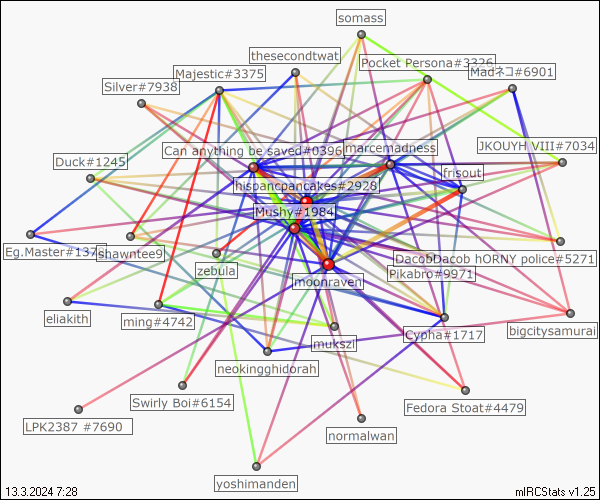 somass
thesecondtwat
Pocket Persona#3326
Majestic#3375
Madネコ#6901
Silver#7938
Can anything be saved#0396
marcemadness
JKOUYH VIII#7034
Duck#1245
frisout
hispancpancakes#2928
Mushy#1984
Eg.Master#137
shawntee9
DacobDacob hORNY police#5271
zebula
Pikabro#9971
moonraven
eliakith
ming#4742
mukszi
Cypha#1717
bigcitysamurai
neokingghidorah
Swirly Boi#6154
Fedora Stoat#4479
LPK2387 #7690
normalwan
yoshimanden
13.3.2024 7:28
mIRCStats v1.25